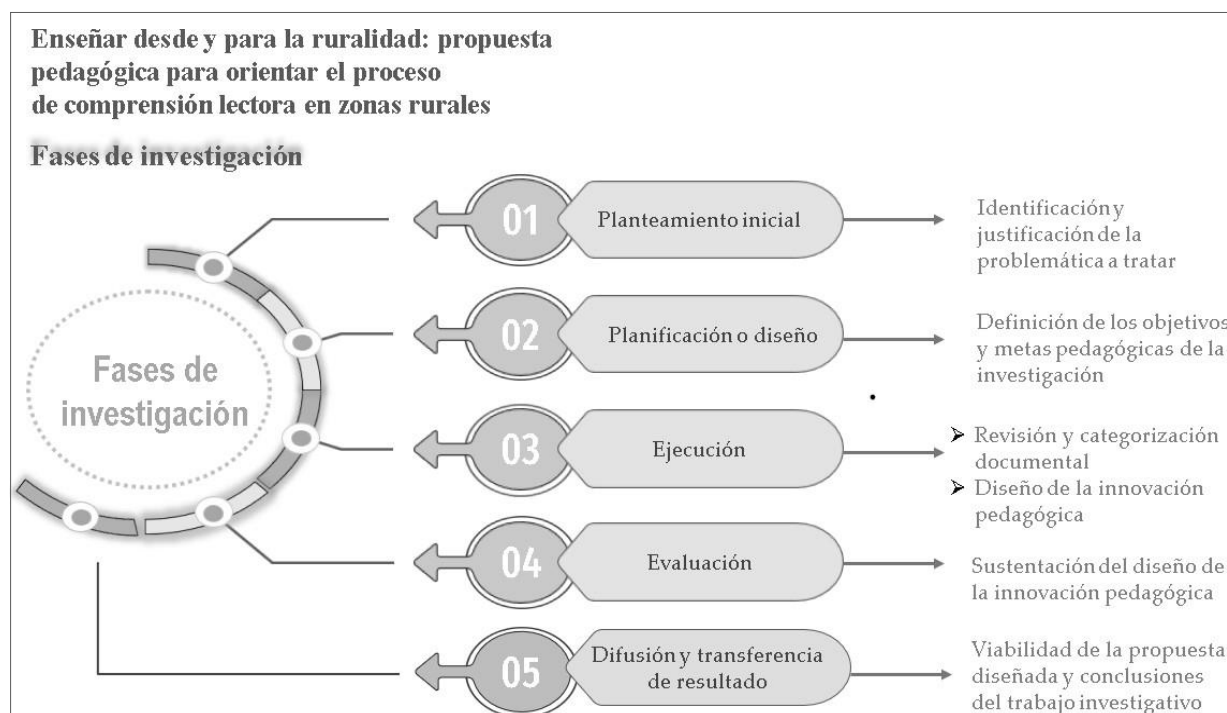 Enseñar desde y para la ruralidad: propuesta
pedagógica para orientar el proceso
de comprensión lectora en zonas rurales
Fases de investigación
Fases de
investigación
01
Planteamiento inicial
Identificación y
justificación de la
problemática a tratar
02
Planificación o diseño
Definición de los objetivos
y metas pedagógicas de la
investigación
03
Ejecución
Revisión y categorización
documental
Diseño de la innovación
pedagógica
04
Evaluación
Sustentación del diseño de
la innovación pedagógica
05
Difusión y transferencia
de resultado
Viabilidad de la propuesta
diseñada y conclusiones
del trabajo investigativo